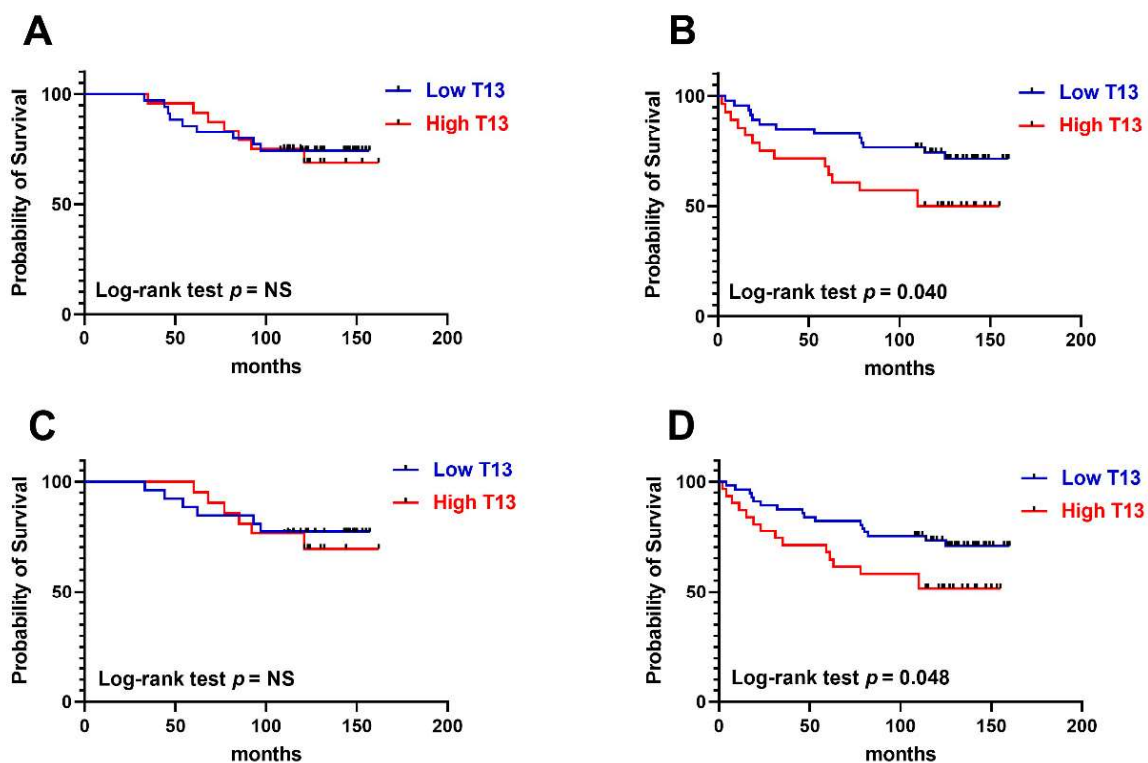 A
Probability of Survival
100
50
0
Low T13
High T13
Log-rank test p = NS
0 50 100 150 200
months
B
Probability of Survival
100
50
0
Low T13
High T13
Log-rank test p = 0.040
0 50 100 150 200
months
C
Probability of Survival
100
50
0
Low T13
High T13
Log-rank test p = NS
0 50 100 150 200
months
D
Probability of Survival
100
50
0
Low T13
High T13
Log-rank test p = 0.048
0 50 100 150 200
months